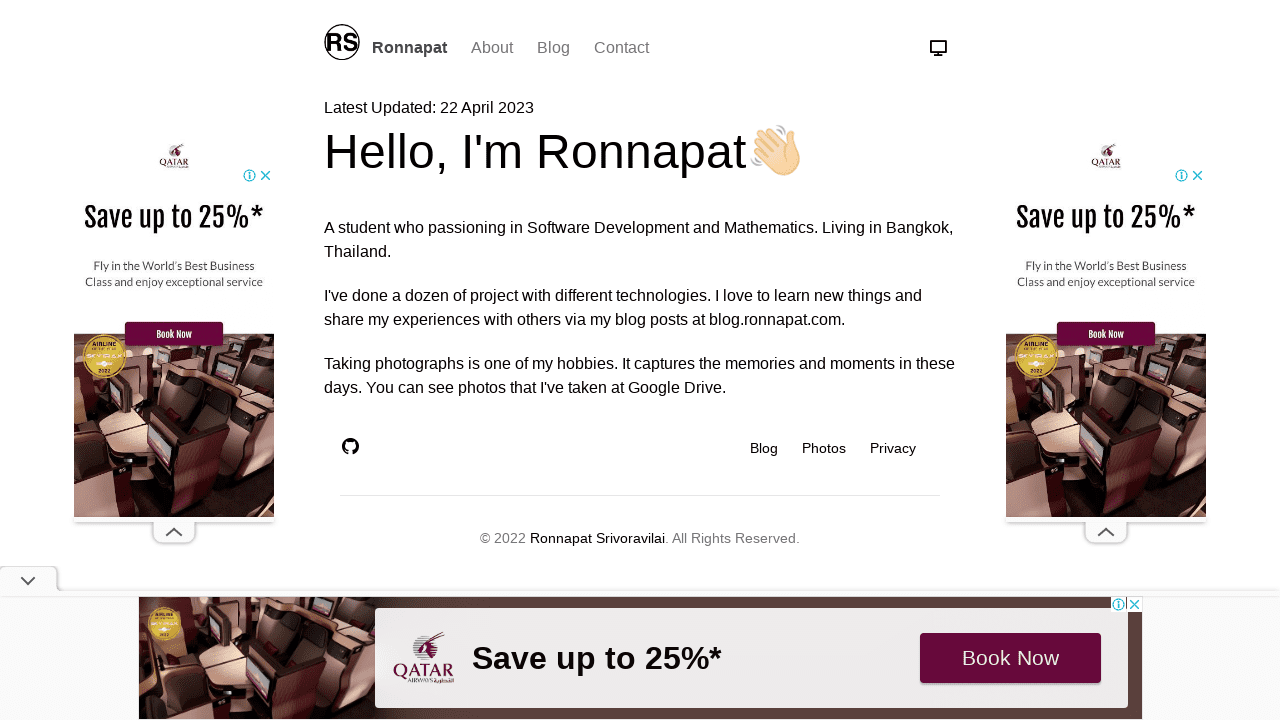 RS Ronnapat About Blog Contact
Latest Updated: 22 April 2023
Hello, I'm Ronnapat👋🏼
A student who passioning in Software Development and Mathematics. Living in Bangkok,
Thailand.
I've done a dozen of project with different technologies. I love to learn new things and
share my experiences with others via my blog posts at blog.ronnapat.com.
Taking photographs is one of my hobbies. It captures the memories and moments in these
days. You can see photos that I've taken at Google Drive.
Blog Photos Privacy
© 2022 Ronnapat Srivoravilai. All Rights Reserved.
QATAR
Save up to 25%*
Fly in the World's Best Business
Class and enjoy exceptional service
Book Now
AIRLINE
SKYTRAX
2022
QATAR
Save up to 25%*
Fly in the World's Best Business
Class and enjoy exceptional service
Book Now
AIRLINE
SKYTRAX
2022
QATAR
AIRWAYS القطرية
Save up to 25%*
Book Now